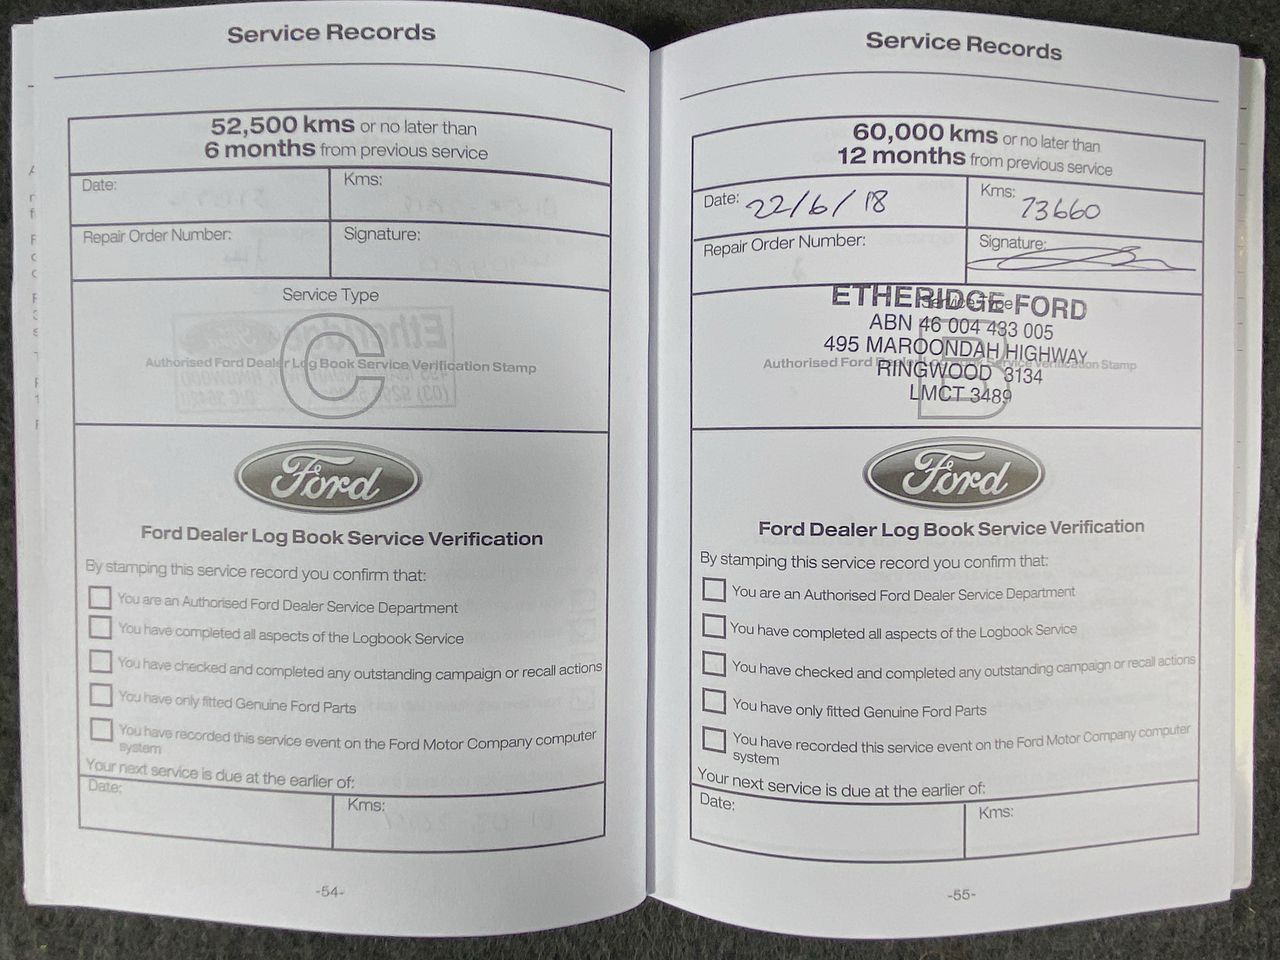 Service Records
52,500 kms or no later than
6 months from previous service
Date:
Kms:
Repair Order Number:
Signature:
Service Type
C
Authorised Ford Dealer Log Book Service Verification Stamp
Ford
Ford Dealer Log Book Service Verification
By stamping this service record you confirm that:
You are an Authorised Ford Dealer Service Department
You have completed all aspects of the Logbook Service
You have checked and completed any outstanding campaign or recall actions
You have only fitted Genuine Ford Parts
You have recorded this service event on the Ford Motor Company computer
system
Your next service is due at the earlier of:
Date:
Kms:
-54-
Service Records
60,000 kms or no later than
12 months from previous service
Date: 22/6/18
Kms: 73660
Repair Order Number:
Signature:
Service Type
ETHERIDGE FORD
ABN 46 004 433 005
495 MAROONDAH HIGHWAY
RINGWOOD 3134
LMCT 3489
B
Authorised Ford Dealer Log Book Service Verification Stamp
Ford
Ford Dealer Log Book Service Verification
By stamping this service record you confirm that:
You are an Authorised Ford Dealer Service Department
You have completed all aspects of the Logbook Service
You have checked and completed any outstanding campaign or recall actions
You have only fitted Genuine Ford Parts
You have recorded this service event on the Ford Motor Company computer
system
Your next service is due at the earlier of:
Date:
Kms:
-55-